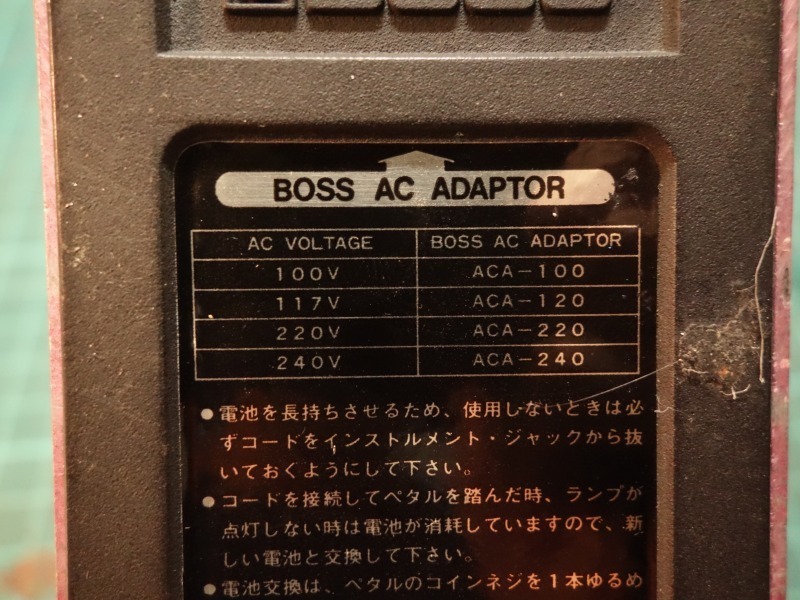 BOSS AC ADAPTOR
AC VOLTAGE BOSS AC ADAPTOR
100V ACA-100
117V ACA-120
220V ACA-220
240V ACA-240
●電池を長持ちさせるため、使用しないときは必
ずコードをインストルメント・ジャックから抜
いておくようにして下さい。
●コードを接続してペタルを踏んだ時、ランプが
点灯しない時は電池が消耗していますので、新
しい電池と交換して下さい。
●電池交換は、ペタルのコインネジを1本ゆるめ